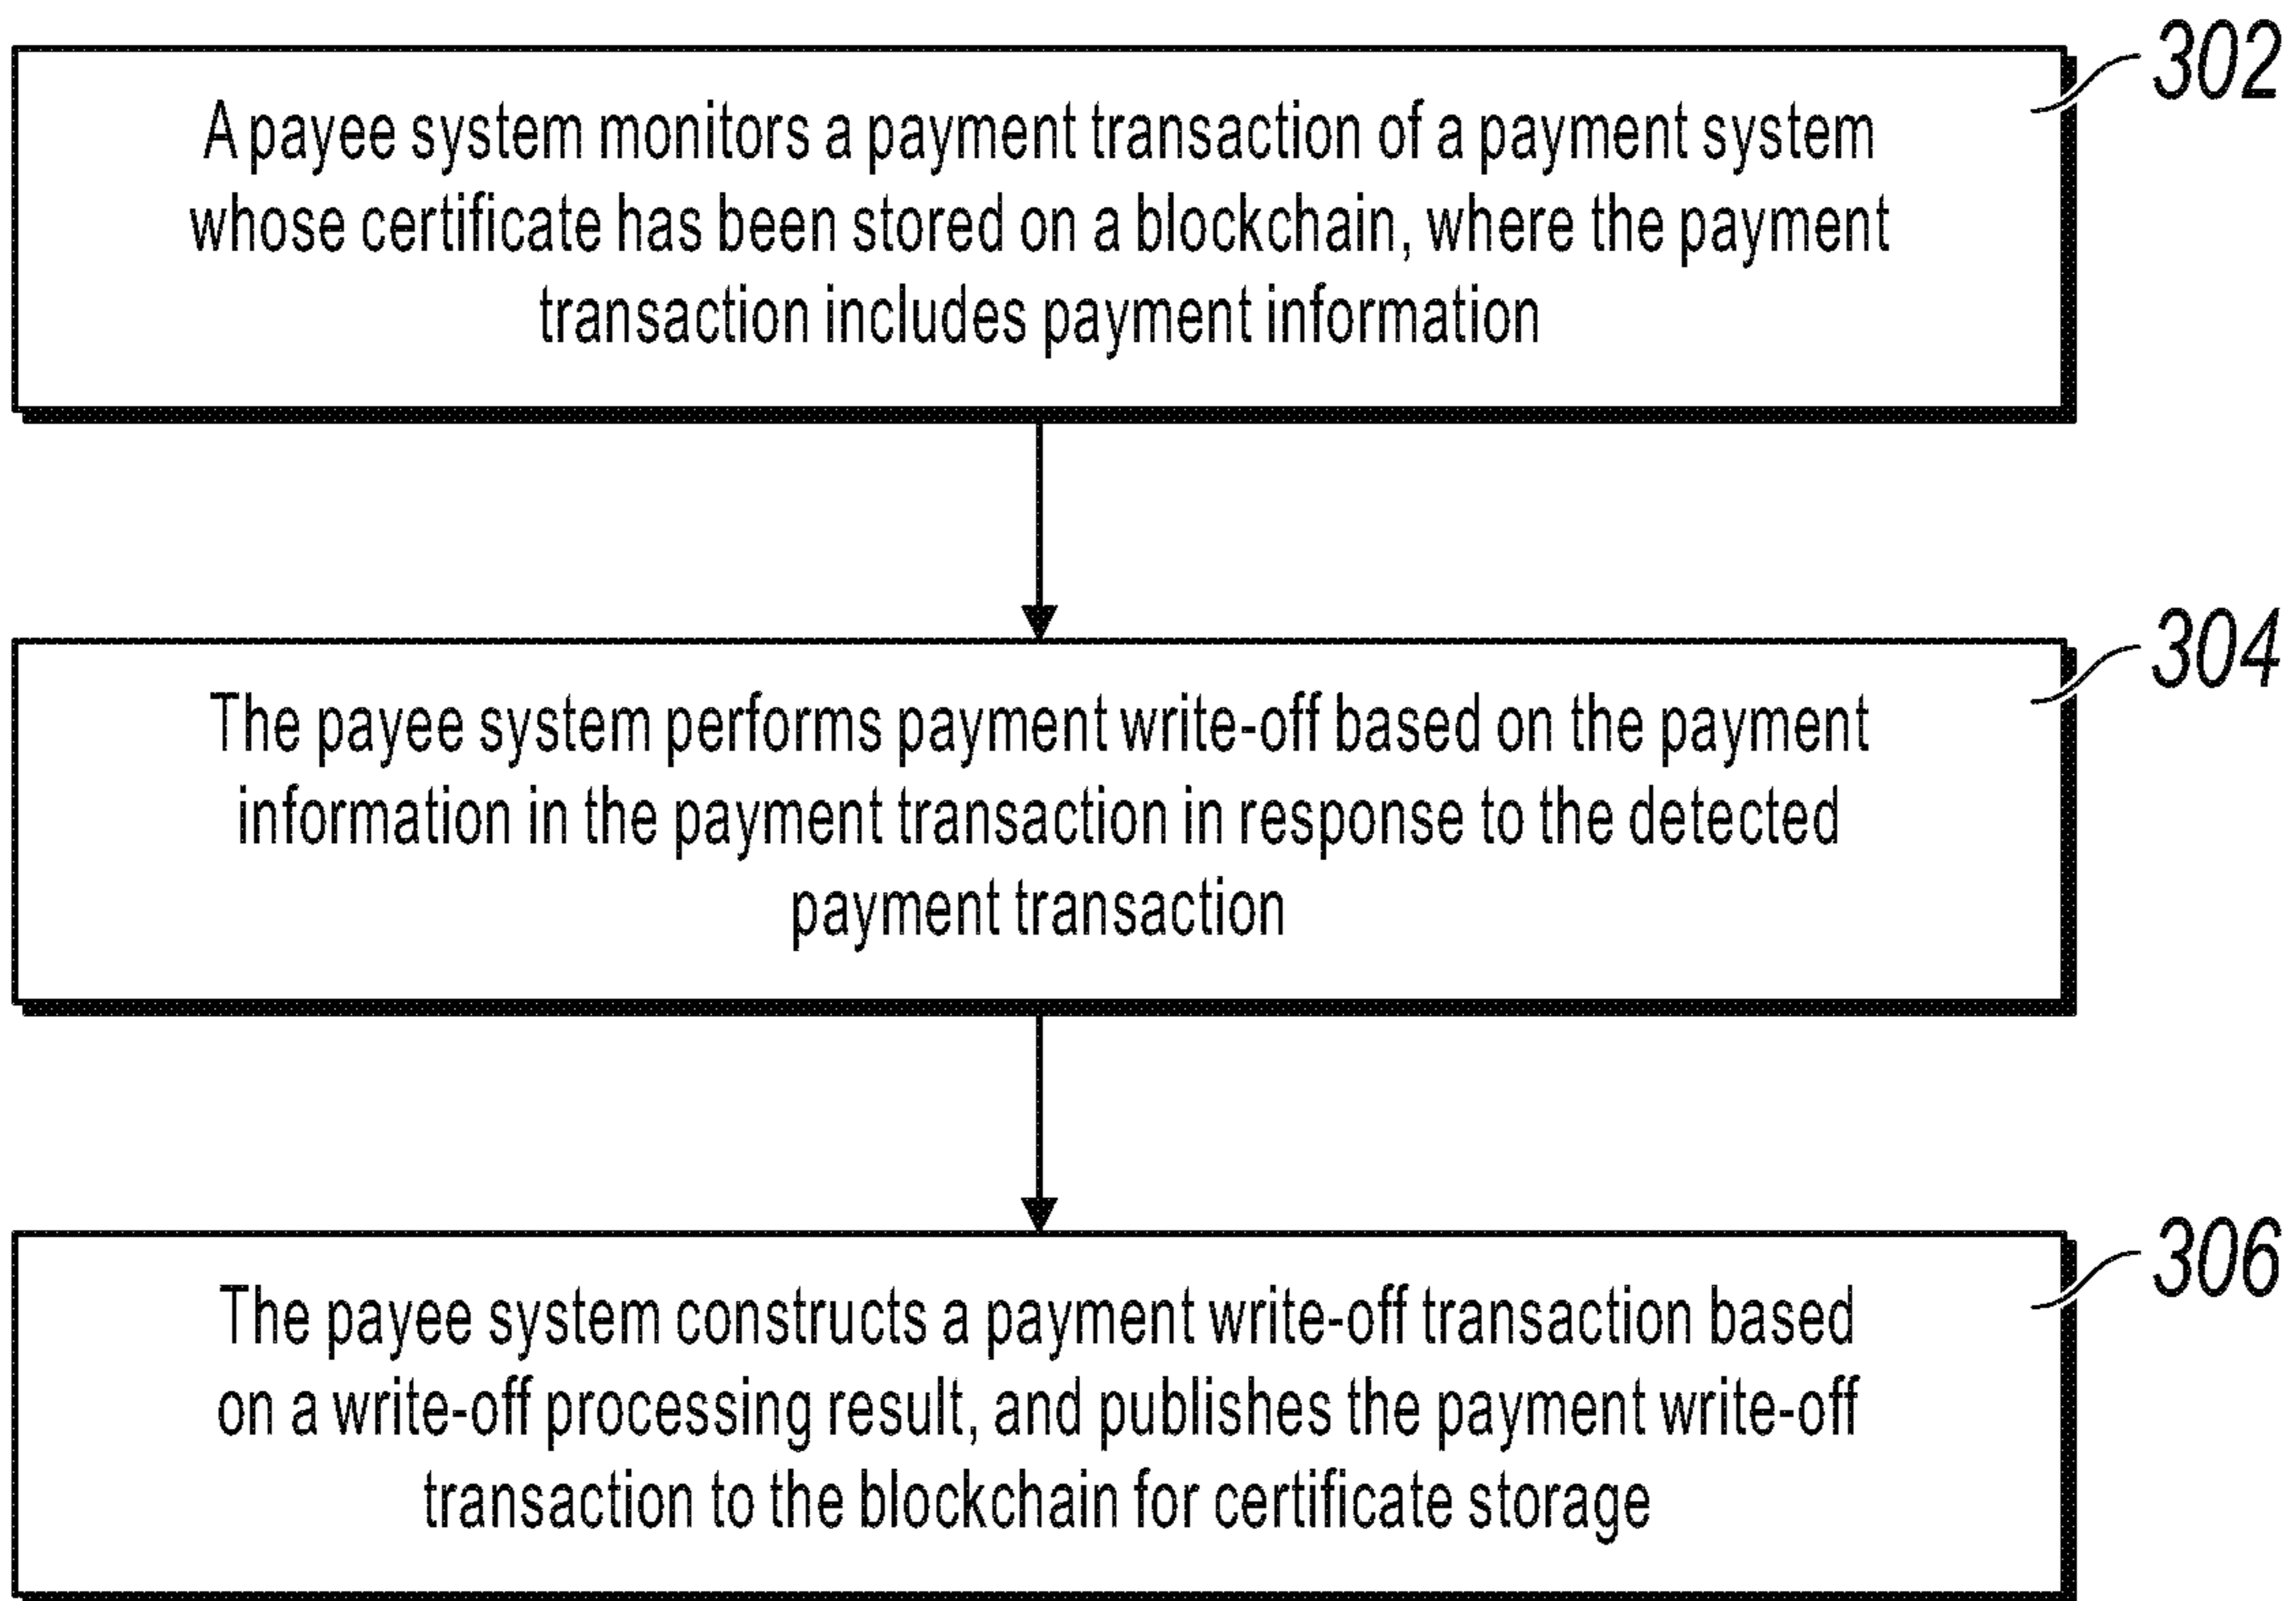 302
A payee system monitors a payment transaction of a payment system
whose certificate has been stored on a blockchain, where the payment
transaction includes payment information
304
The payee system performs payment write-off based on the payment
information in the payment transaction in response to the detected
payment transaction
306
The payee system constructs a payment write-off transaction based
on a write-off processing result, and publishes the payment write-off
transaction to the blockchain for certificate storage